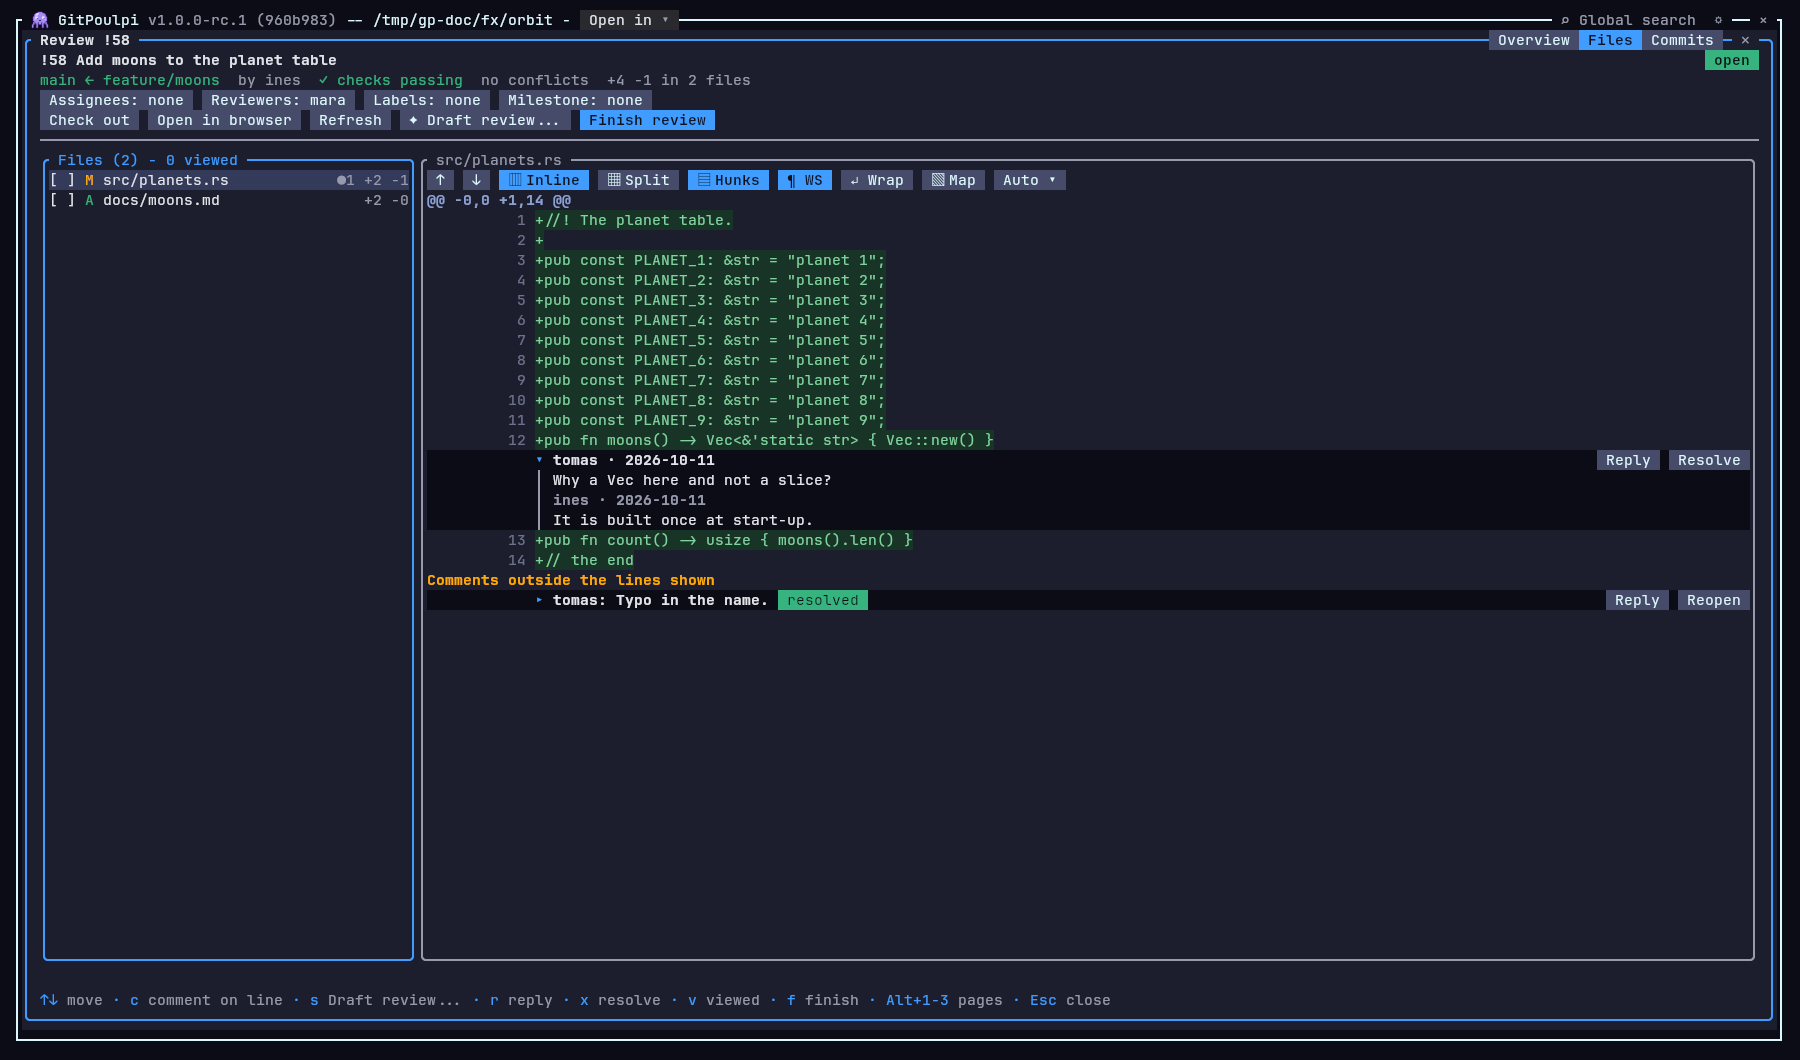 GitPoulpi v1.0.0-rc.1 (960b983) —— /tmp/gp-doc/fx/orbit - Open in ▾ ⌕ Global search ⚙ ×
Review !58 Overview Files Commits ×
!58 Add moons to the planet table open
main ← feature/moons by ines ✓ checks passing no conflicts +4 -1 in 2 files
Assignees: none Reviewers: mara Labels: none Milestone: none
Check out Open in browser Refresh ✦ Draft review... Finish review
Files (2) - 0 viewed
[ ] M src/planets.rs ●1 +2 -1
[ ] A docs/moons.md +2 -0
src/planets.rs
↑ ↓ ▥ Inline ▦ Split ▤ Hunks ¶ WS ↲ Wrap ▧ Map Auto ▾
@@ -0,0 +1,14 @@
1 +//! The planet table.
2 +
3 +pub const PLANET_1: &str = "planet 1";
4 +pub const PLANET_2: &str = "planet 2";
5 +pub const PLANET_3: &str = "planet 3";
6 +pub const PLANET_4: &str = "planet 4";
7 +pub const PLANET_5: &str = "planet 5";
8 +pub const PLANET_6: &str = "planet 6";
9 +pub const PLANET_7: &str = "planet 7";
10 +pub const PLANET_8: &str = "planet 8";
11 +pub const PLANET_9: &str = "planet 9";
12 +pub fn moons() -> Vec<&'static str> { Vec::new() }
▾ tomas · 2026-10-11 Reply Resolve
Why a Vec here and not a slice?
ines · 2026-10-11
It is built once at start-up.
13 +pub fn count() -> usize { moons().len() }
14 +// the end
Comments outside the lines shown
▸ tomas: Typo in the name. resolved Reply Reopen
↑↓ move · c comment on line · s Draft review... · r reply · x resolve · v viewed · f finish · Alt+1-3 pages · Esc close